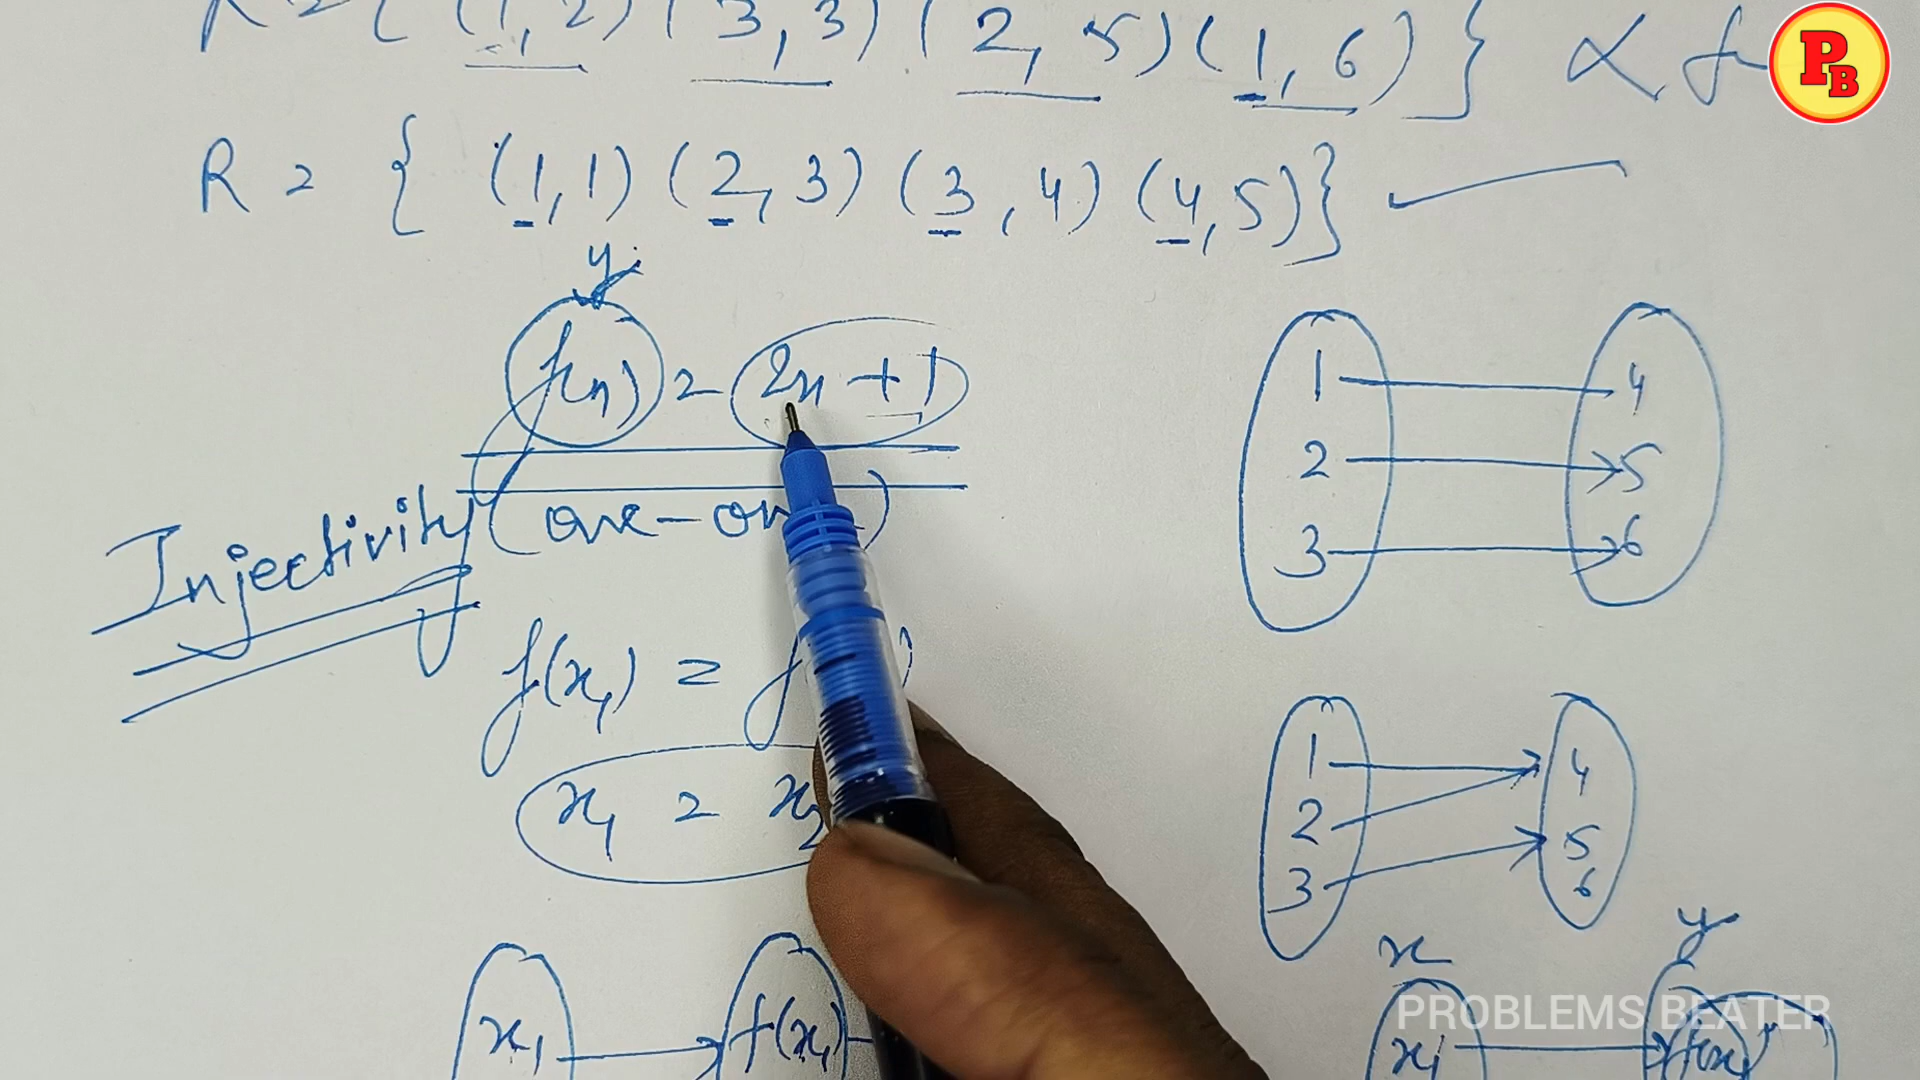 R = { (1, 2) (3, 3) (2, 5) (1, 6) }
PB
R = { (1, 1) (2, 3) (3, 4) (4, 5) }
y
f(x) = 2x + 1
1 4
2 5
3 6
Injectivity (one-on
f(x₁) = f
x₁ = x₂
1 4
2 5
3 6
x y
PROBLEMS BEATER
x₁ f(x₁)
x₁ f(x₁)